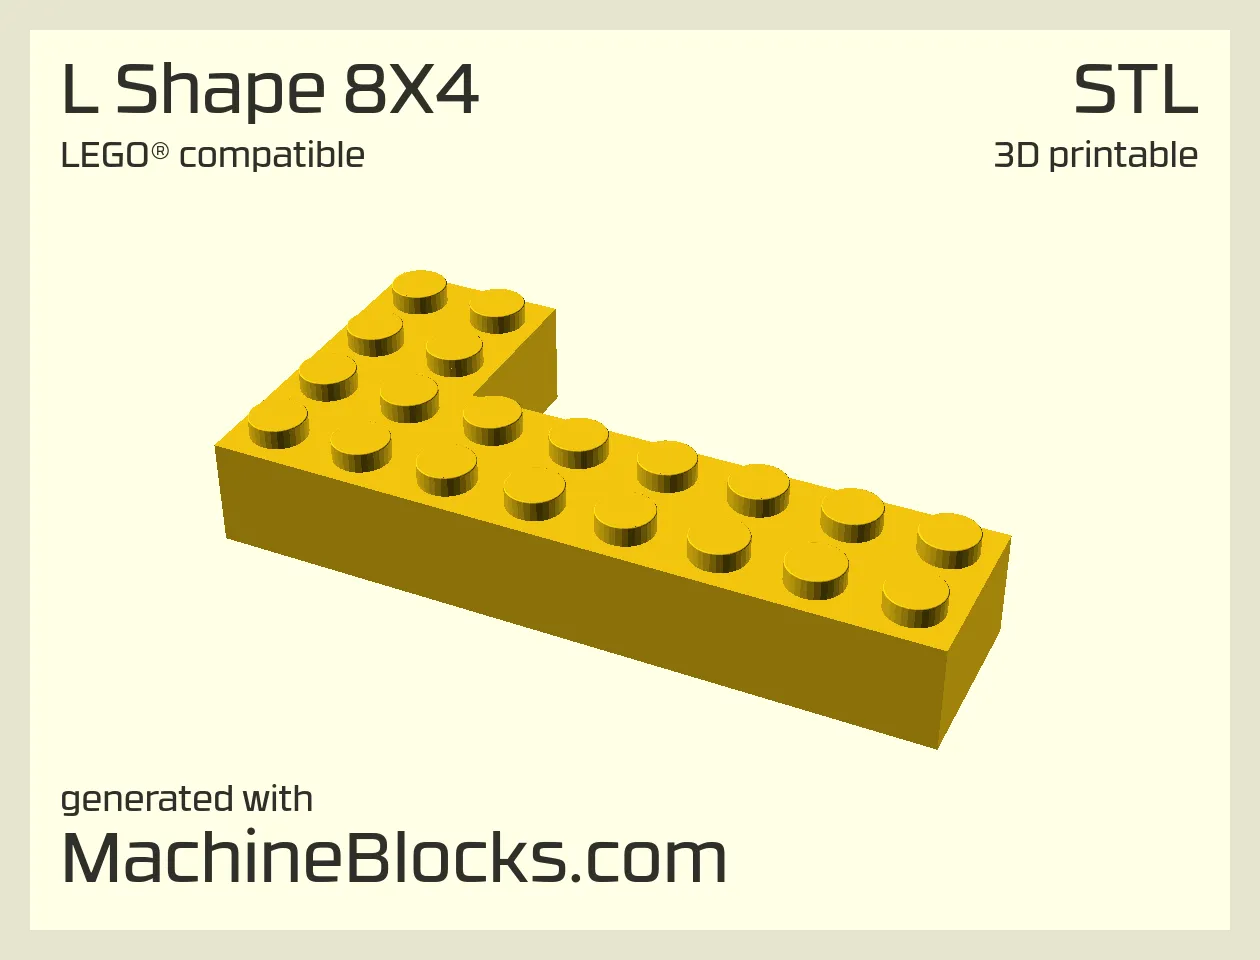 L Shape 8X4
LEGO® compatible
STL
3D printable
generated with
MachineBlocks.com